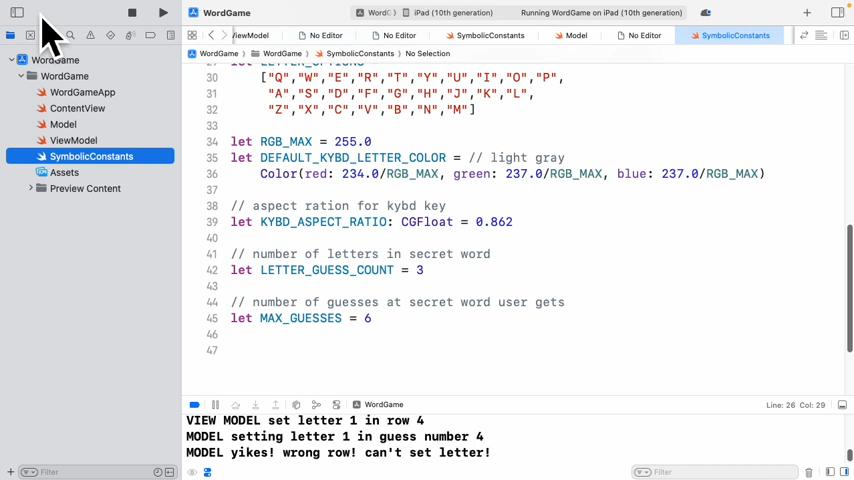 WordGame
WordG
iPad (10th generation)
Running WordGame on iPad (10th generation)
ViewModel
No Editor
No Editor
SymbolicConstants
Model
No Editor
SymbolicConstants
WordGame
WordGame
SymbolicConstants
No Selection
WordGame
WordGame
WordGameApp
ContentView
Model
ViewModel
SymbolicConstants
Assets
Preview Content
29 let LETTER_OPTIONS =
30 ["Q","W","E","R","T","Y","U","I","O","P",
31 "A","S","D","F","G","H","J","K","L",
32 "Z","X","C","V","B","N","M"]
33
34 let RGB_MAX = 255.0
35 let DEFAULT_KYBD_LETTER_COLOR = // light gray
36 Color(red: 234.0/RGB_MAX, green: 237.0/RGB_MAX, blue: 237.0/RGB_MAX)
37
38 // aspect ration for kybd key
39 let KYBD_ASPECT_RATIO: CGFloat = 0.862
40
41 // number of letters in secret word
42 let LETTER_GUESS_COUNT = 3
43
44 // number of guesses at secret word user gets
45 let MAX_GUESSES = 6
46
47
WordGame
Line: 26 Col: 29
VIEW MODEL set letter 1 in row 4
MODEL setting letter 1 in guess number 4
MODEL yikes! wrong row! can't set letter!
Filter
Filter